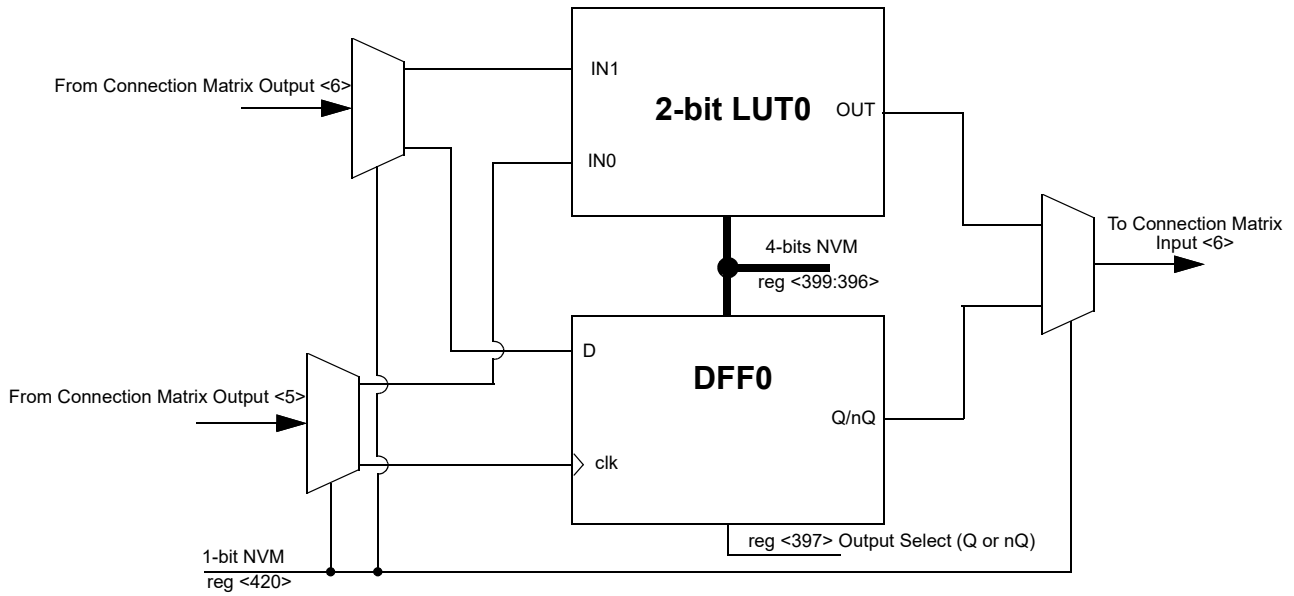 From Connection Matrix Output <6>
IN1
2-bit LUT0
OUT
IN0
To Connection Matrix
Input <6>
4-bits NVM
reg <399:396>
D
DFF0
From Connection Matrix Output <5>
Q/nQ
clk
reg <397> Output Select (Q or nQ)
1-bit NVM
reg <420>